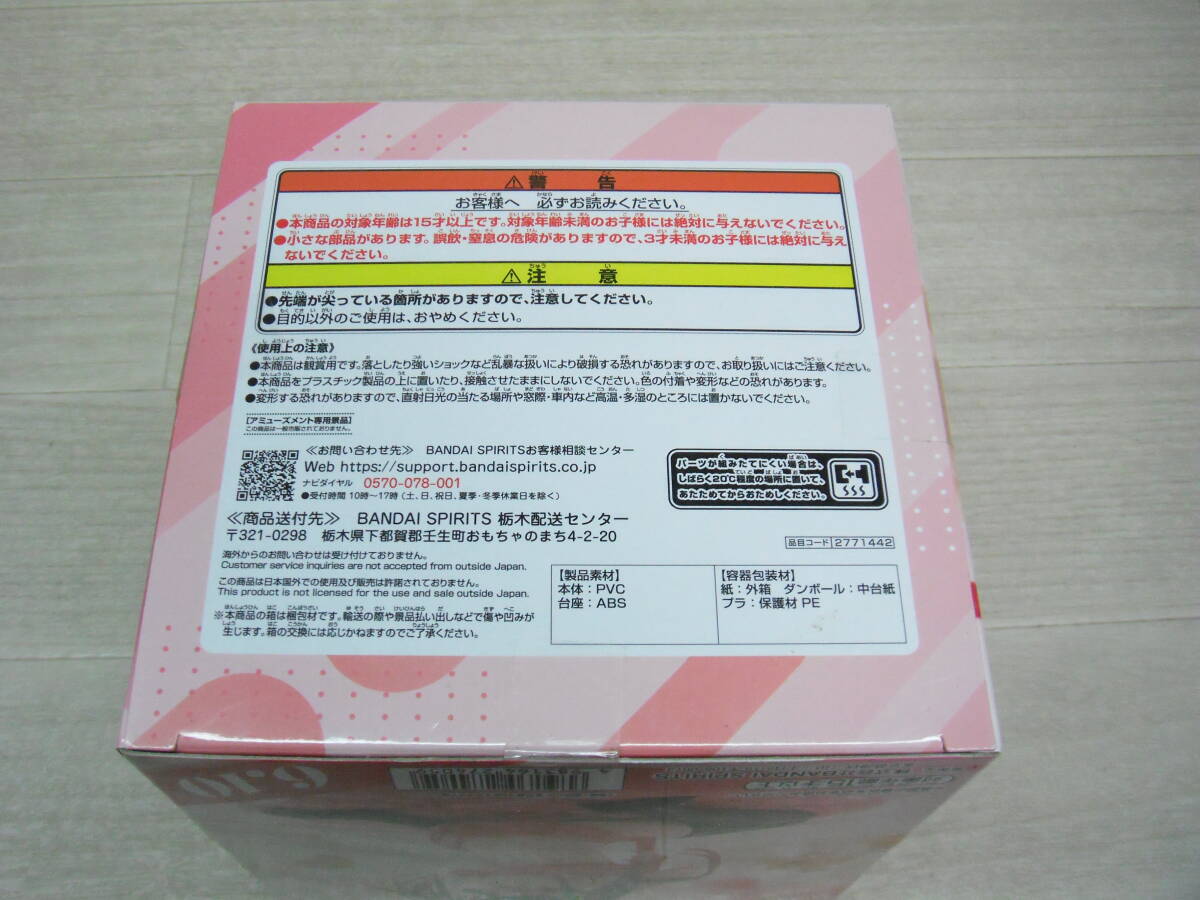 ⚠警告
お客様へ 必ずお読みください。
●本商品の対象年齢は15才以上です。対象年齢未満のお子様には絶対に与えないでください。
●小さな部品があります。誤飲・窒息の危険がありますので、3才未満のお子様には絶対に与え
ないでください。
⚠注意
●先端が尖っている箇所がありますので、注意してください。
●目的以外のご使用は、おやめください。
《使用上の注意》
●本商品は観賞用です。落としたり強いショックなど乱暴な扱いにより破損する恐れがありますので、お取り扱いにはご注意ください。
●本商品をプラスチック製品の上に置いたり、接触させたままにしないでください。色の付着や変形などの恐れがあります。
●変形する恐れがありますので、直射日光の当たる場所や窓際・車内など高温・多湿のところには置かないでください。
【アミューズメント専用景品】
この商品は一般市販されておりません。
≪お問い合わせ先≫ BANDAI SPIRITSお客様相談センター
Web https://support.bandaispirits.co.jp
ナビダイヤル 0570-078-001
●受付時間 10時~17時 (土、日、祝日、夏季・冬季休業日を除く)
パーツが組みたてにくい場合は、
しばらく20℃程度の場所に置いて、
あたためてからおためしください。
≪商品送付先≫ BANDAI SPIRITS 栃木配送センター
〒321-0298 栃木県下都賀郡壬生町おもちゃのまち4-2-20
品目コード 2771442
海外からのお問い合わせは受け付けておりません。
Customer service inquiries are not accepted from outside Japan.
この商品は日本国外での使用及び販売は許諾されておりません。
This product is not licensed for the use and sale outside Japan.
※本商品の箱は梱包材です。輸送の際や景品払い出しなどで傷や凹みが
生じます。箱の交換には応じかねますのでご了承ください。
【製品素材】
本体:PVC
台座:ABS
【容器包装材】
紙:外箱 ダンボール:中台紙
プラ:保護材 PE